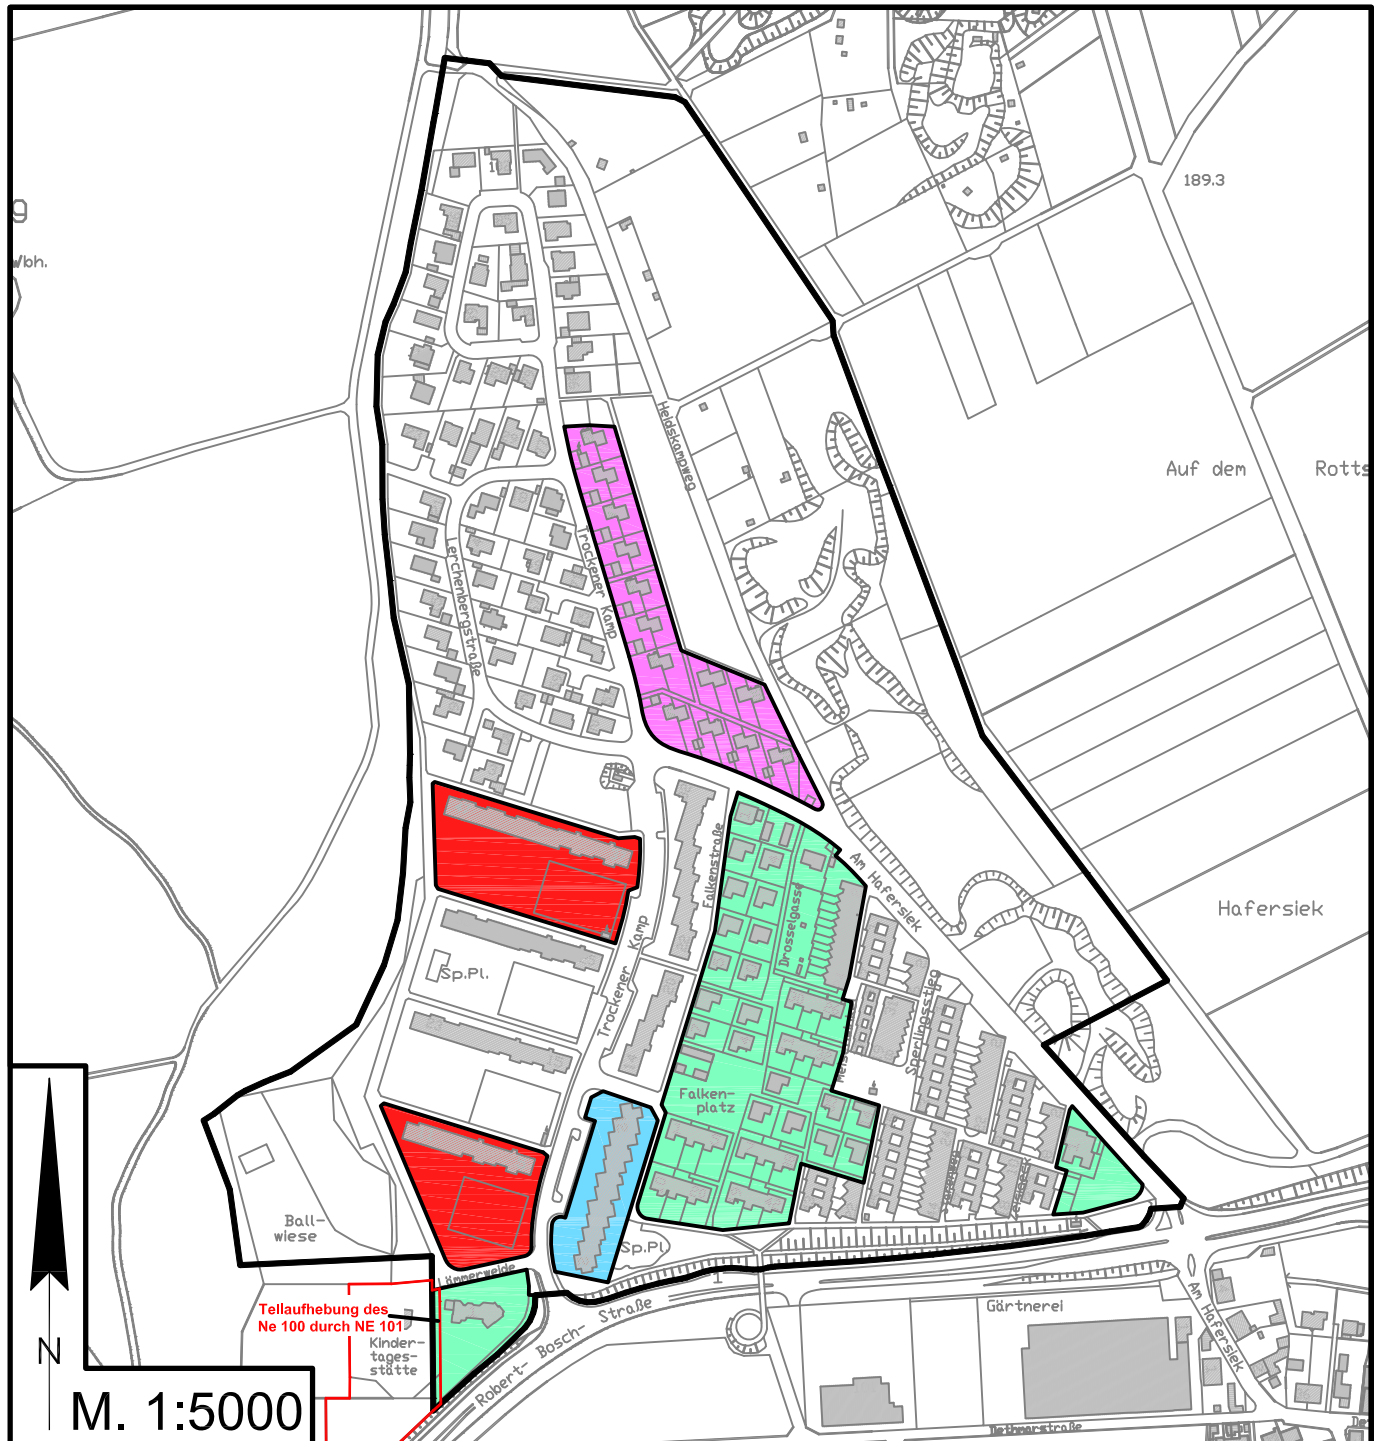 189.3
g
Wbh.
Heidskampweg
Auf dem
Rotts
Trockener Kamp
Lerchenbergstraße
Falkenstraße
Am Hafersiek
Drosselgasse
Hafersiek
Sp.Pl.
Trockener Kamp
Sperlingsstieg
Falken-
platz
Ball-
wiese
Sp.Pl.
Lämmerweide
Teilaufhebung des
Ne 100 durch NE 101
Kinder-
tages-
stätte
Robert- Bosch- Straße
Gärtnerei
Am Hafersiek
Dethmarstraße
N
M. 1:5000